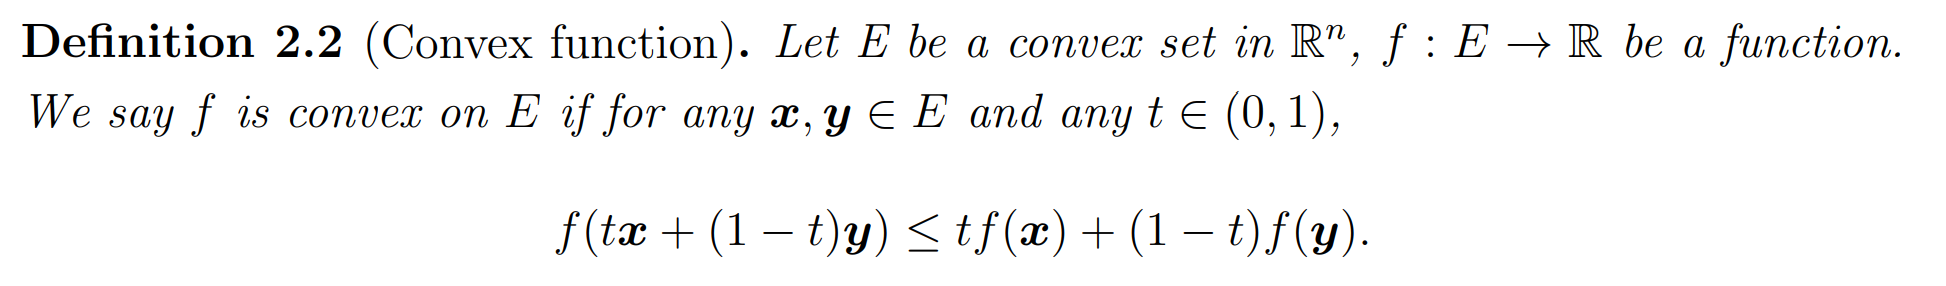 Definition 2.2 (Convex function). Let E be a convex set in ℝⁿ, f : E → ℝ be a function.
We say f is convex on E if for any 𝒙, 𝒚 ∈ E and any t ∈ (0, 1),
f(t𝒙 + (1 − t)𝒚) ≤ tf(𝒙) + (1 − t)f(𝒚).